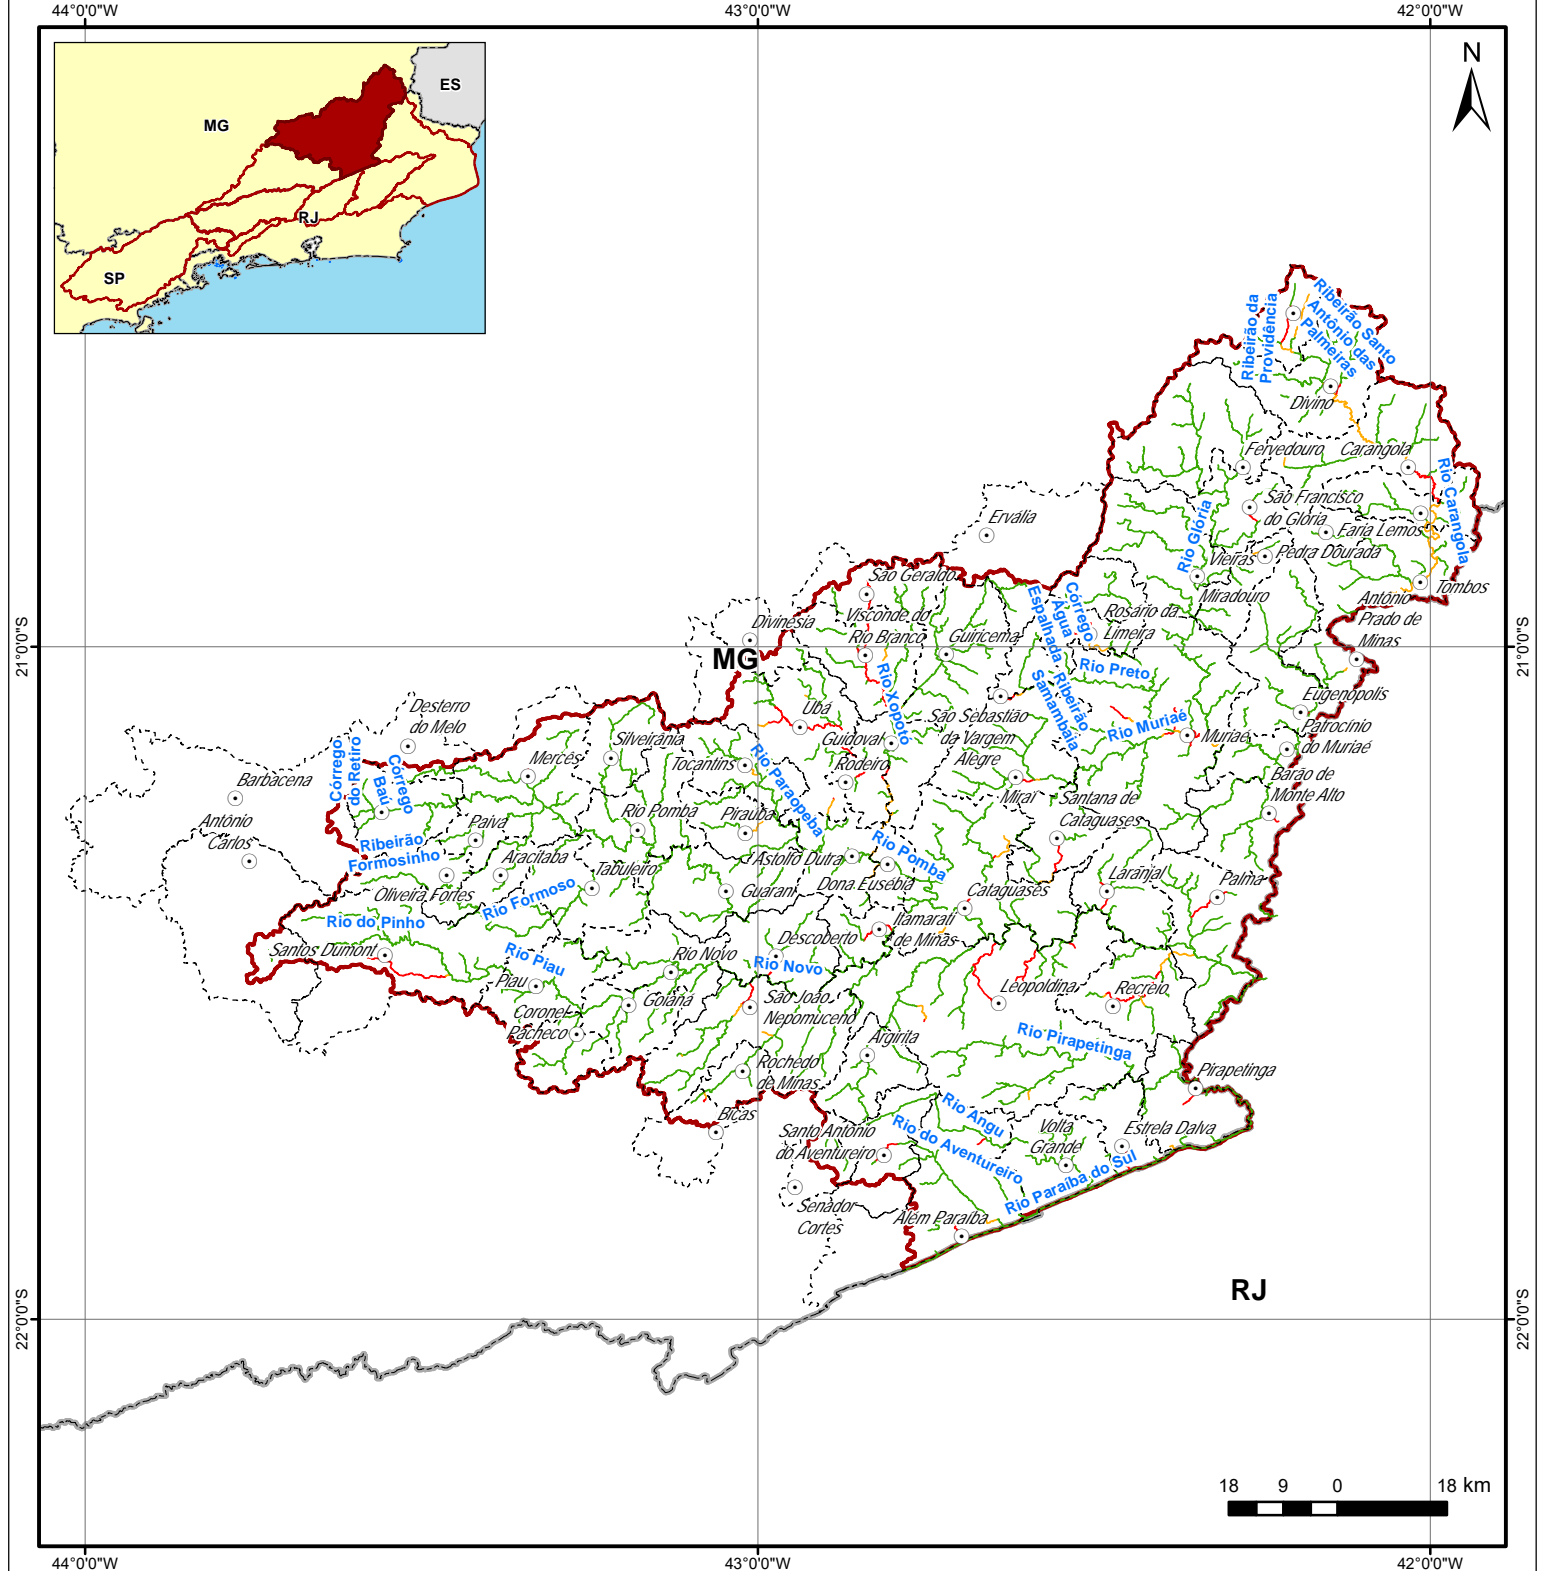 44°0'0"W
43°0'0"W
42°0'0"W
N
ES
MG
RJ
SP
Ribeirão da
Providência
Ribeirão Santo
Antônio das
Palmeiras
Divino
Fervedouro
Carangola
Rio Carangola
São Francisco
do Glória
Faria Lemos
Rio Glória
Pedra Dourada
Vieiras
Miradouro
Tombos
Antônio
Prado de
Minas
Ervália
São Geraldo
Visconde do
Rio Branco
Guiricema
Divinésia
Córrego
Água
Espalhada
Ribeirão
Samambaia
Rosário da
Limeira
21°0'0"S
21°0'0"S
MG
Rio Preto
Rio Xopotó
Eugenópolis
Patrocínio
do Muriaé
Rio Muriaé
Muriaé
Ubá
Guidoval
São Sebastião
da Vargem
Alegre
Desterro
do Melo
Silveirânia
Mercês
Tocantins
Rodeiro
Rio Paraopeba
Miraí
Santana de
Cataguases
Barão de
Monte Alto
Barbacena
Antônio
Carlos
Córrego
do Retiro
Córrego
Baú
Rio Pomba
Piraúba
Paiva
Ribeirão
Formosinho
Aracitaba
Tabuleiro
Astolfo Dutra
Rio Pomba
Dona Eusébia
Guarani
Cataguases
Laranjal
Palma
Oliveira Fortes
Rio Formoso
Rio do Pinho
Santos Dumont
Itamarati
de Minas
Descoberto
Rio Piau
Piau
Rio Novo
Rio Novo
Goianá
Coronel
Pacheco
São João
Nepomuceno
Leopoldina
Recreio
Rio Pirapetinga
Argirita
Rochedo
de Minas
Pirapetinga
Bicas
Rio Angu
Rio do Aventureiro
Santo Antônio
do Aventureiro
Volta
Grande
Estrela Dalva
Rio Paraíba do Sul
Senador
Cortes
Além Paraíba
RJ
22°0'0"S
22°0'0"S
18 9 0 18 km
44°0'0"W
43°0'0"W
42°0'0"W